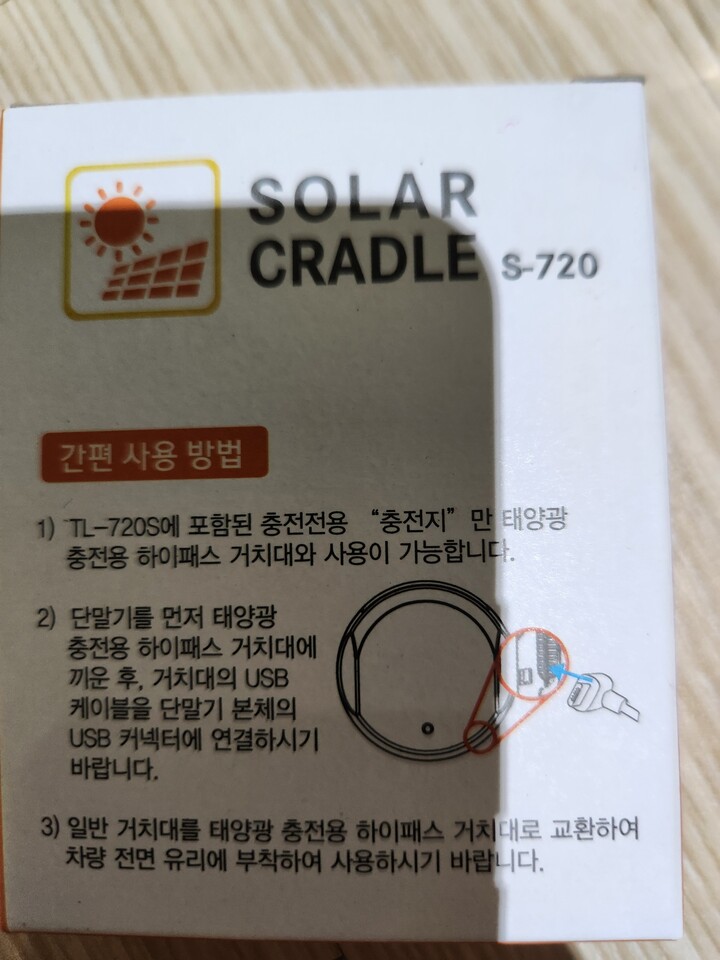 SOLAR
CRADLE S-720
간편 사용 방법
1) TL-720S에 포함된 충전전용 “충전지” 만 태양광
충전용 하이패스 거치대와 사용이 가능합니다.
2) 단말기를 먼저 태양광
충전용 하이패스 거치대에
끼운 후, 거치대의 USB
케이블을 단말기 본체의
USB 커넥터에 연결하시기
바랍니다.
3) 일반 거치대를 태양광 충전용 하이패스 거치대로 교환하여
차량 전면 유리에 부착하여 사용하시기 바랍니다.